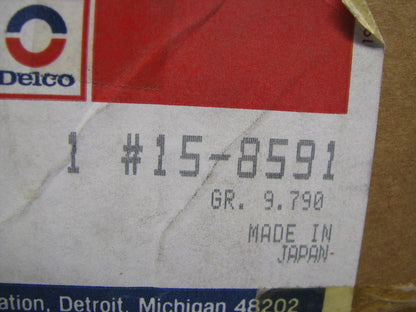 Delco
1 #15-8591
GR. 9.790
MADE IN
JAPAN-
ation, Detroit, Michigan 48202